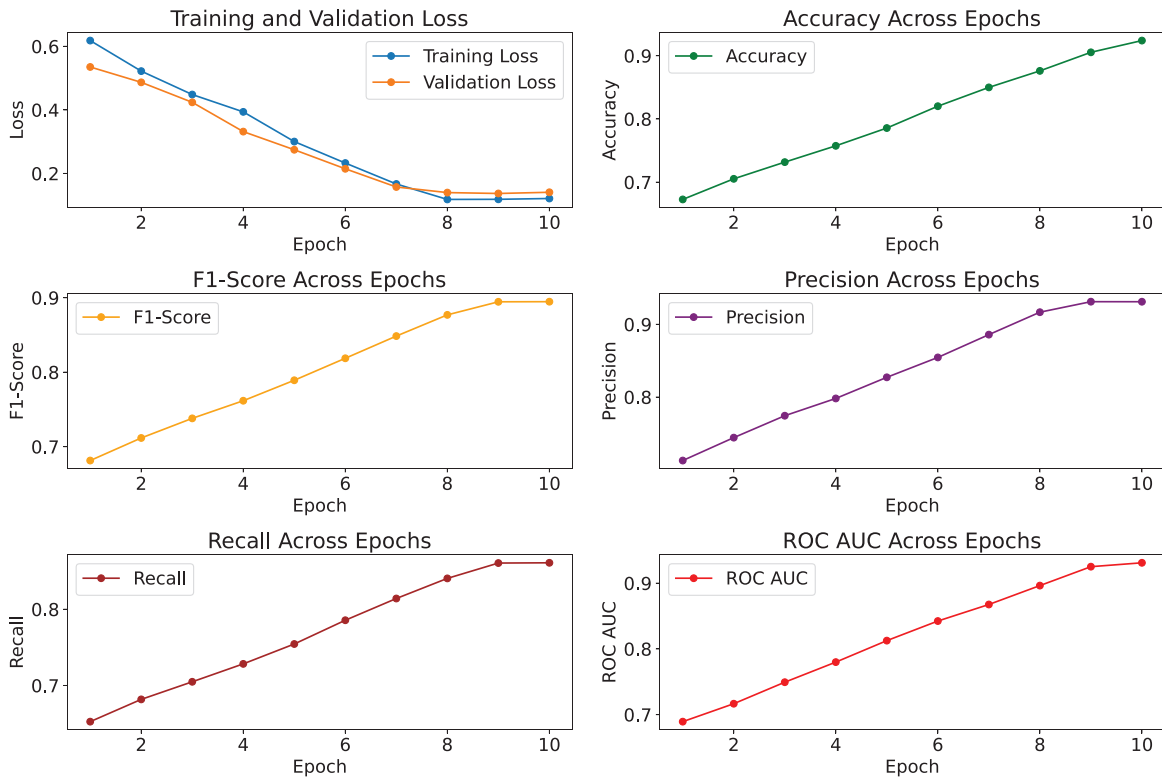 Training and Validation Loss
Training Loss
Validation Loss
0.6
0.4
0.2
Loss
2 4 6 8 10
Epoch
Accuracy Across Epochs
Accuracy
0.9
0.8
0.7
Accuracy
2 4 6 8 10
Epoch
F1-Score Across Epochs
F1-Score
0.9
0.8
0.7
F1-Score
2 4 6 8 10
Epoch
Precision Across Epochs
Precision
0.9
0.8
Precision
2 4 6 8 10
Epoch
Recall Across Epochs
Recall
0.8
0.7
Recall
2 4 6 8 10
Epoch
ROC AUC Across Epochs
ROC AUC
0.9
0.8
0.7
ROC AUC
2 4 6 8 10
Epoch